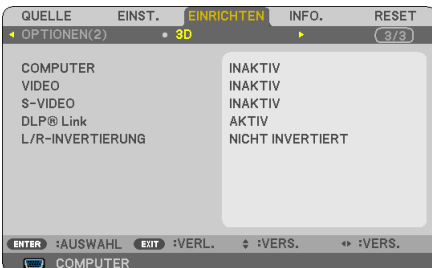 QUELLE EINST. EINRICHTEN INFO. RESET
OPTIONEN(2) 3D 3/3
COMPUTER INAKTIV
VIDEO INAKTIV
S-VIDEO INAKTIV
DLP® Link AKTIV
L/R-INVERTIERUNG NICHT INVERTIERT
ENTER :AUSWAHL EXIT :VERL. :VERS. :VERS.
COMPUTER